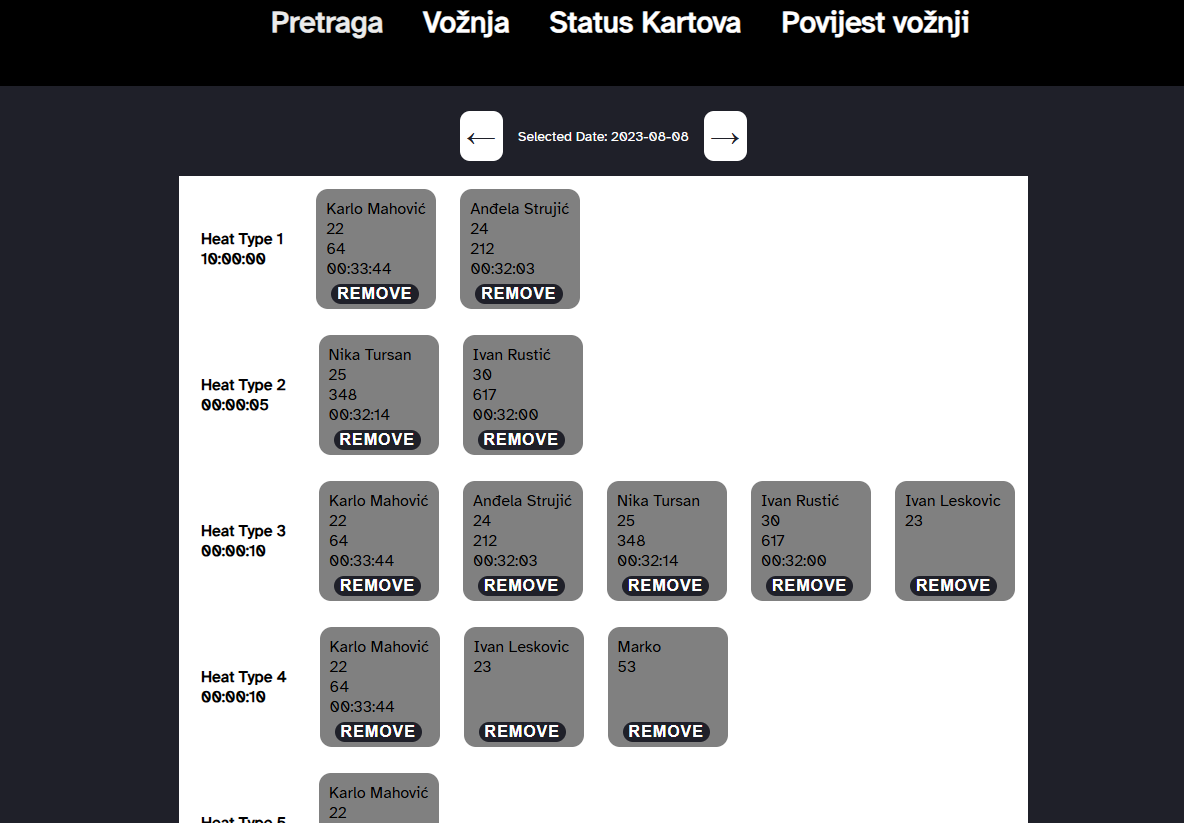 Pretraga Vožnja Status Kartova Povijest vožnji
← Selected Date: 2023-08-08 →
Heat Type 1
10:00:00
Karlo Mahović
22
64
00:33:44
REMOVE
Anđela Strujić
24
212
00:32:03
REMOVE
Heat Type 2
00:00:05
Nika Tursan
25
348
00:32:14
REMOVE
Ivan Rustić
30
617
00:32:00
REMOVE
Heat Type 3
00:00:10
Karlo Mahović
22
64
00:33:44
REMOVE
Anđela Strujić
24
212
00:32:03
REMOVE
Nika Tursan
25
348
00:32:14
REMOVE
Ivan Rustić
30
617
00:32:00
REMOVE
Ivan Leskovic
23
REMOVE
Heat Type 4
00:00:10
Karlo Mahović
22
64
00:33:44
REMOVE
Ivan Leskovic
23
REMOVE
Marko
53
REMOVE
Heat Type 5
Karlo Mahović
22